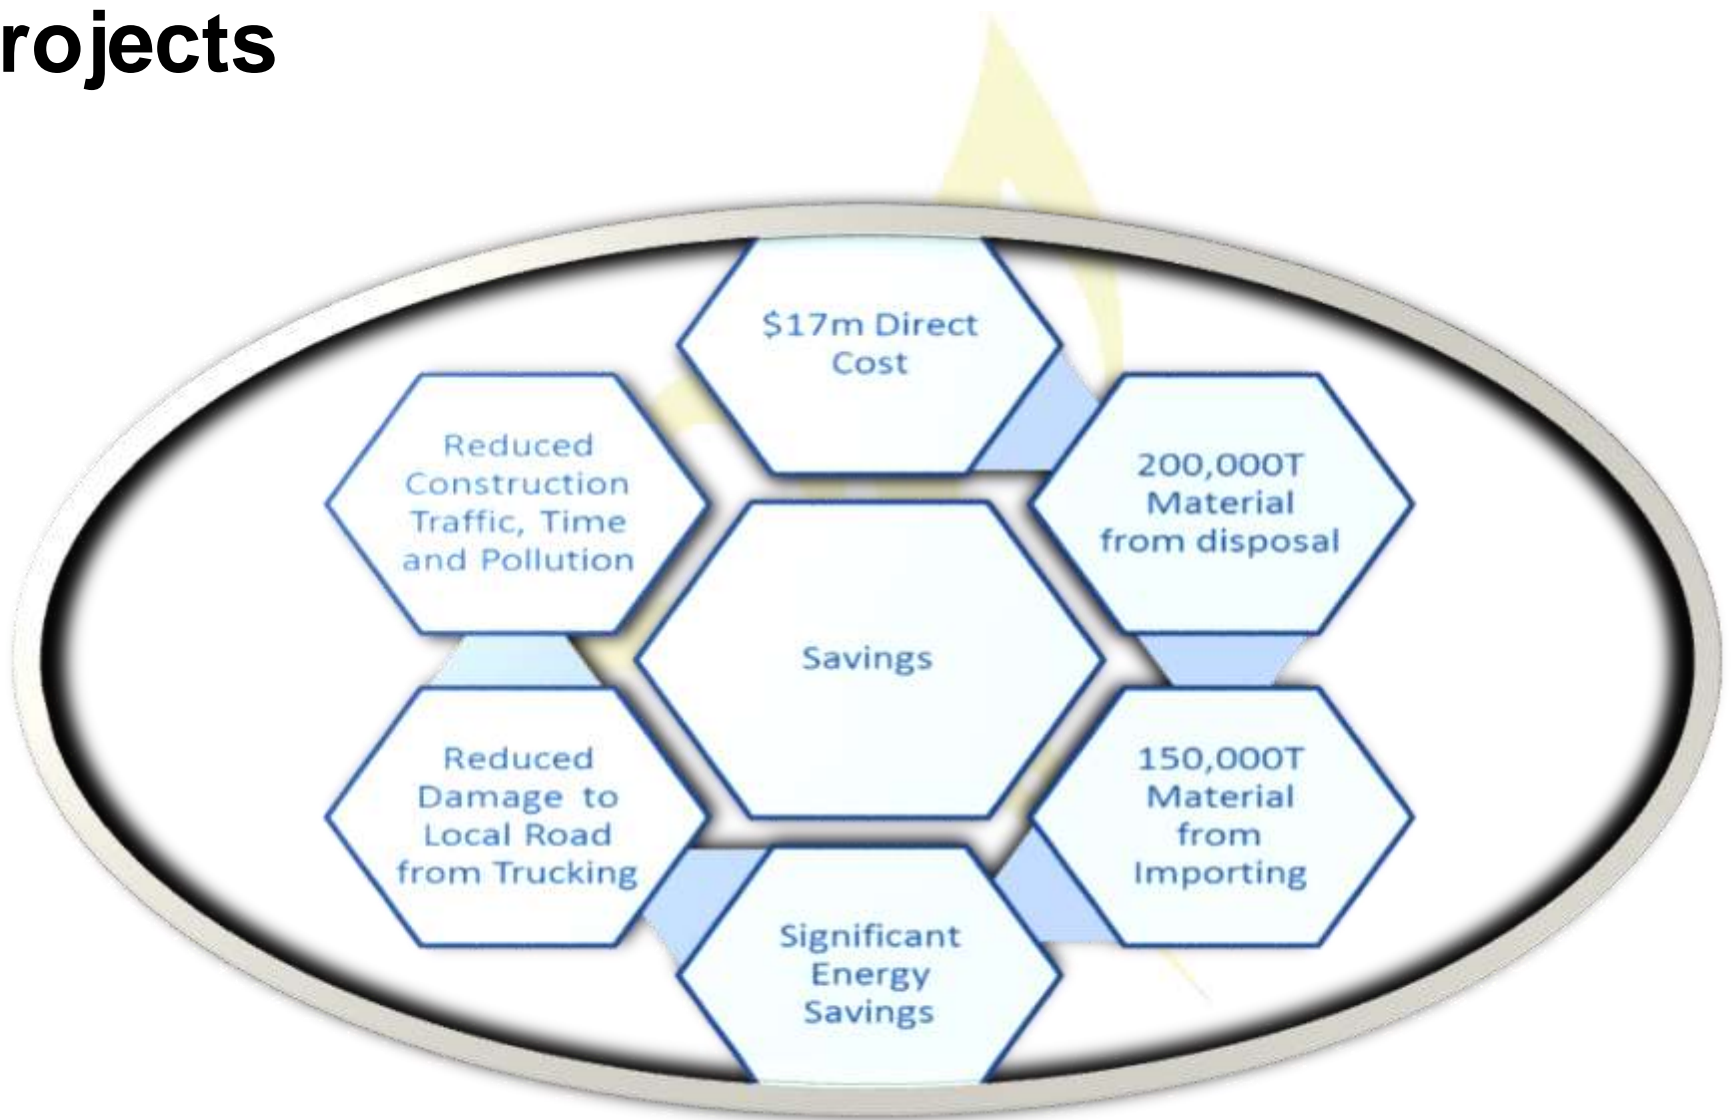 rojects
$17m Direct
Cost
200,000T
Material
from disposal
150,000T
Material
from
Importing
Significant
Energy
Savings
Reduced
Damage to
Local Road
from Trucking
Reduced
Construction
Traffic, Time
and Pollution
Savings